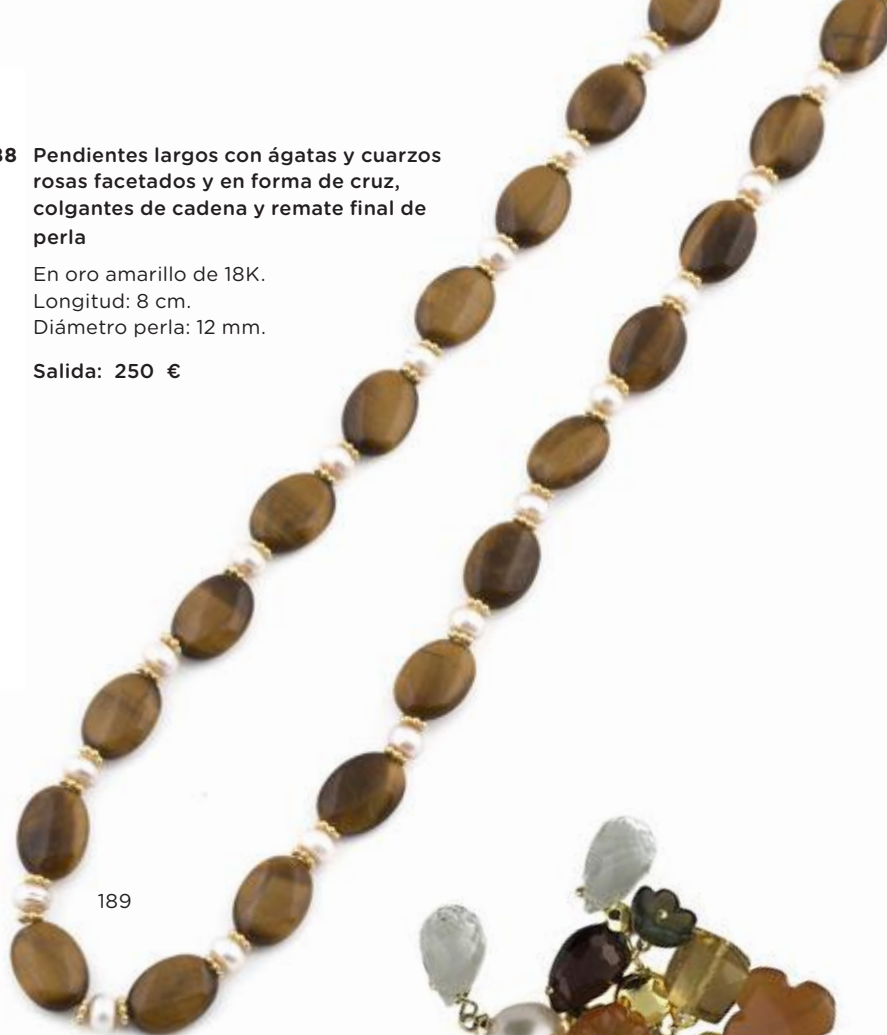 88 Pendientes largos con ágatas y cuarzos
rosas facetados y en forma de cruz,
colgantes de cadena y remate final de
perla
En oro amarillo de 18K.
Longitud: 8 cm.
Diámetro perla: 12 mm.
Salida: 250 €
189